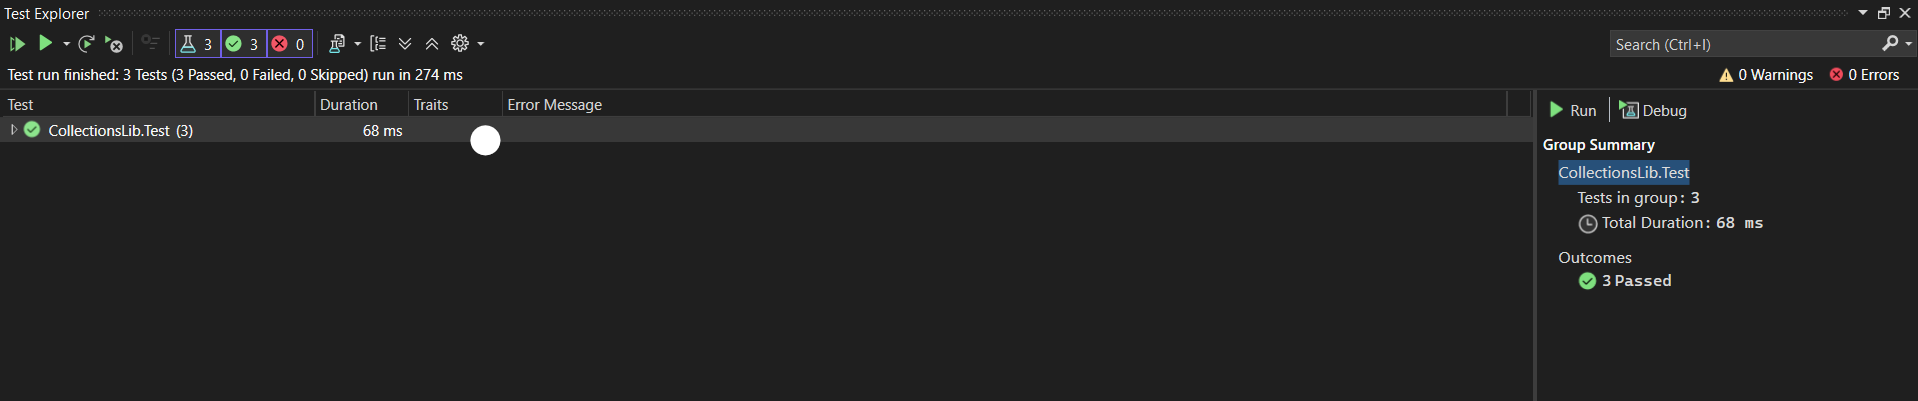 Test Explorer
3 3 0
Search (Ctrl+I)
Test run finished: 3 Tests (3 Passed, 0 Failed, 0 Skipped) run in 274 ms
0 Warnings 0 Errors
Test Duration Traits Error Message
CollectionsLib.Test (3) 68 ms
Run Debug
Group Summary
CollectionsLib.Test
Tests in group: 3
Total Duration: 68 ms
Outcomes
3 Passed